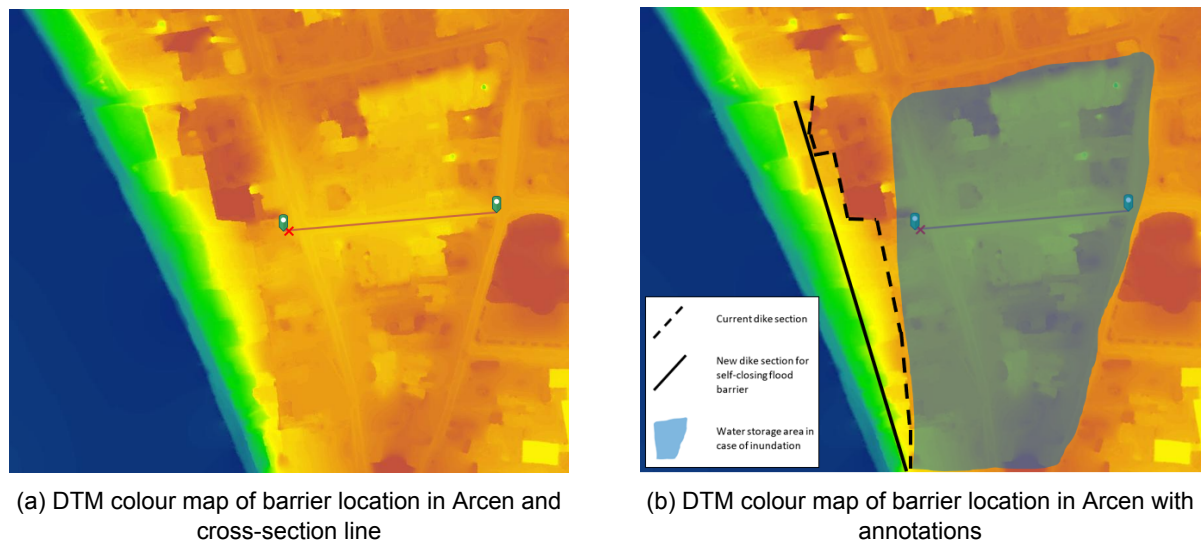 Current dike section
New dike section for
self-closing flood
barrier
Water storage area in
case of inundation
(a) DTM colour map of barrier location in Arcen and
cross-section line
(b) DTM colour map of barrier location in Arcen with
annotations